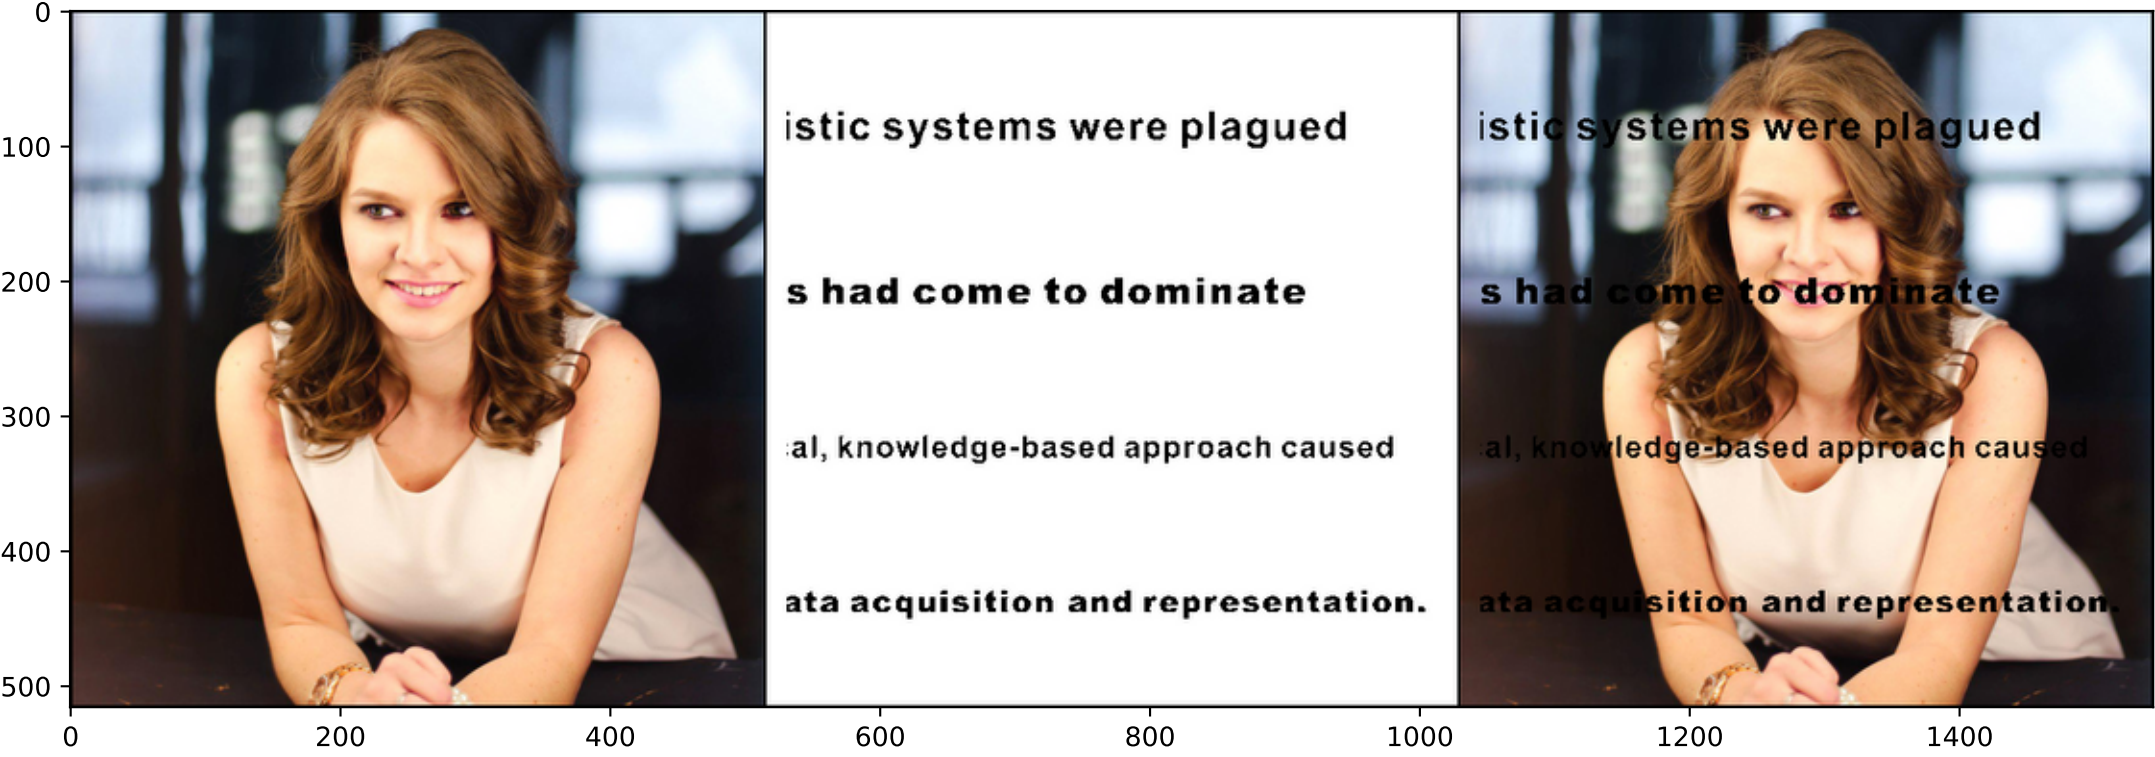 0
100
200
300
400
500
istic systems were plagued
s had come to dominate
al, knowledge-based approach caused
ata acquisition and representation.
istic systems were plagued
s had come to dominate
al, knowledge-based approach caused
ata acquisition and representation.
0 200 400 600 800 1000 1200 1400